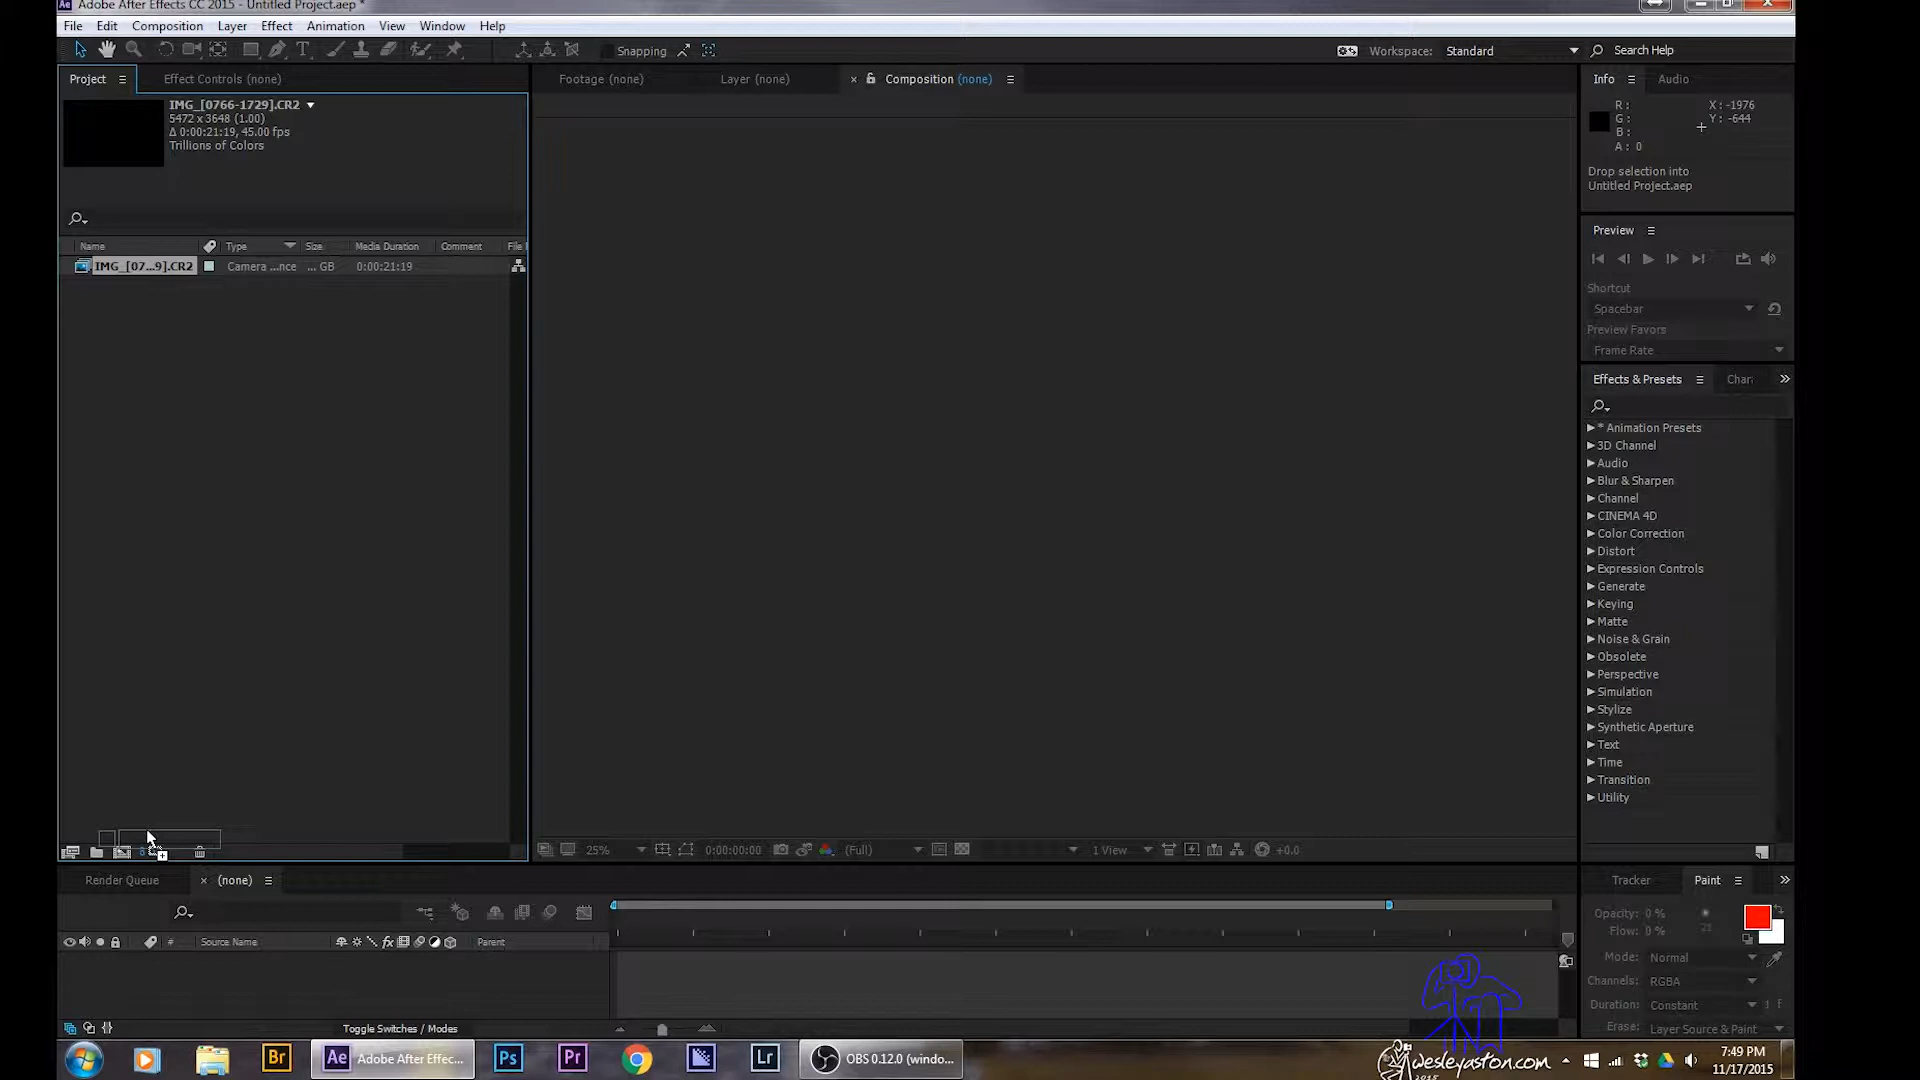 Adobe After Effects CC 2015 - Untitled Project.aep *
File Edit Composition Layer Effect Animation View Window Help
Snapping
Workspace: Standard
Search Help
Project
Effect Controls (none)
Footage (none)
Layer (none)
Composition (none)
Info
Audio
IMG_[0766-1729].CR2
5472 x 3648 (1.00)
Δ 0:00:21:19, 45.00 fps
Trillions of Colors
R :
G :
B :
A : 0
X : -1976
Y : -644
Drop selection into
Untitled Project.aep
Preview
Shortcut
Spacebar
Preview Favors
Frame Rate
Name Type Size Media Duration Comment File
IMG_[07...9].CR2 Camera ...nce ... GB 0:00:21:19
Effects & Presets
* Animation Presets
3D Channel
Audio
Blur & Sharpen
Channel
CINEMA 4D
Color Correction
Distort
Expression Controls
Generate
Keying
Matte
Noise & Grain
Obsolete
Perspective
Simulation
Stylize
Synthetic Aperture
Text
Time
Transition
Utility
25% 0:00:00:00 (Full) 1 View +0.0
Render Queue
(none)
# Source Name fx Parent
Toggle Switches / Modes
Tracker
Paint
Opacity: 0 %
Flow: 0 %
Mode: Normal
Channels: RGBA
Duration: Constant
Erase: Layer Source & Paint
Br
Ae Adobe After Effec...
Ps
Pr
Lr
OBS 0.12.0 (windo...
wesleyaston.com
2015
7:49 PM
11/17/2015